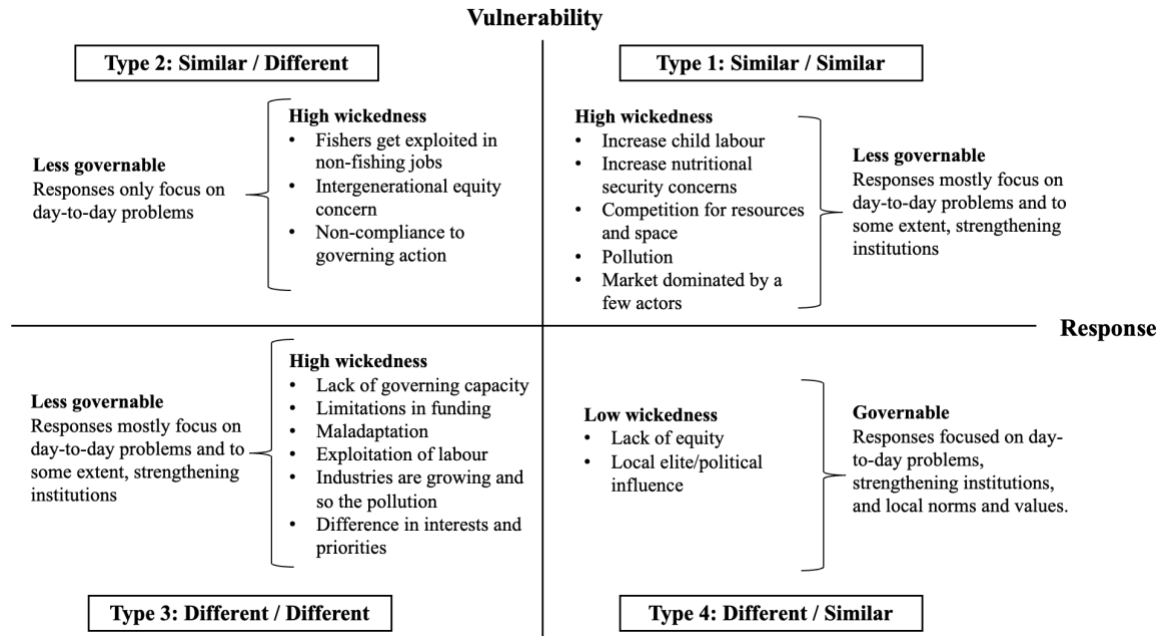 Vulnerability
Type 2: Similar / Different
Less governable
Responses only focus on
day-to-day problems
High wickedness
• Fishers get exploited in
non-fishing jobs
• Intergenerational equity
concern
• Non-compliance to
governing action
Type 1: Similar / Similar
High wickedness
• Increase child labour
• Increase nutritional
security concerns
• Competition for resources
and space
• Pollution
• Market dominated by a
few actors
Less governable
Responses mostly focus on
day-to-day problems and to
some extent, strengthening
institutions
Response
Less governable
Responses mostly focus on
day-to-day problems and to
some extent, strengthening
institutions
High wickedness
• Lack of governing capacity
• Limitations in funding
• Maladaptation
• Exploitation of labour
• Industries are growing and
so the pollution
• Difference in interests and
priorities
Type 3: Different / Different
Low wickedness
• Lack of equity
• Local elite/political
influence
Governable
Responses focused on day-
to-day problems,
strengthening institutions,
and local norms and values.
Type 4: Different / Similar